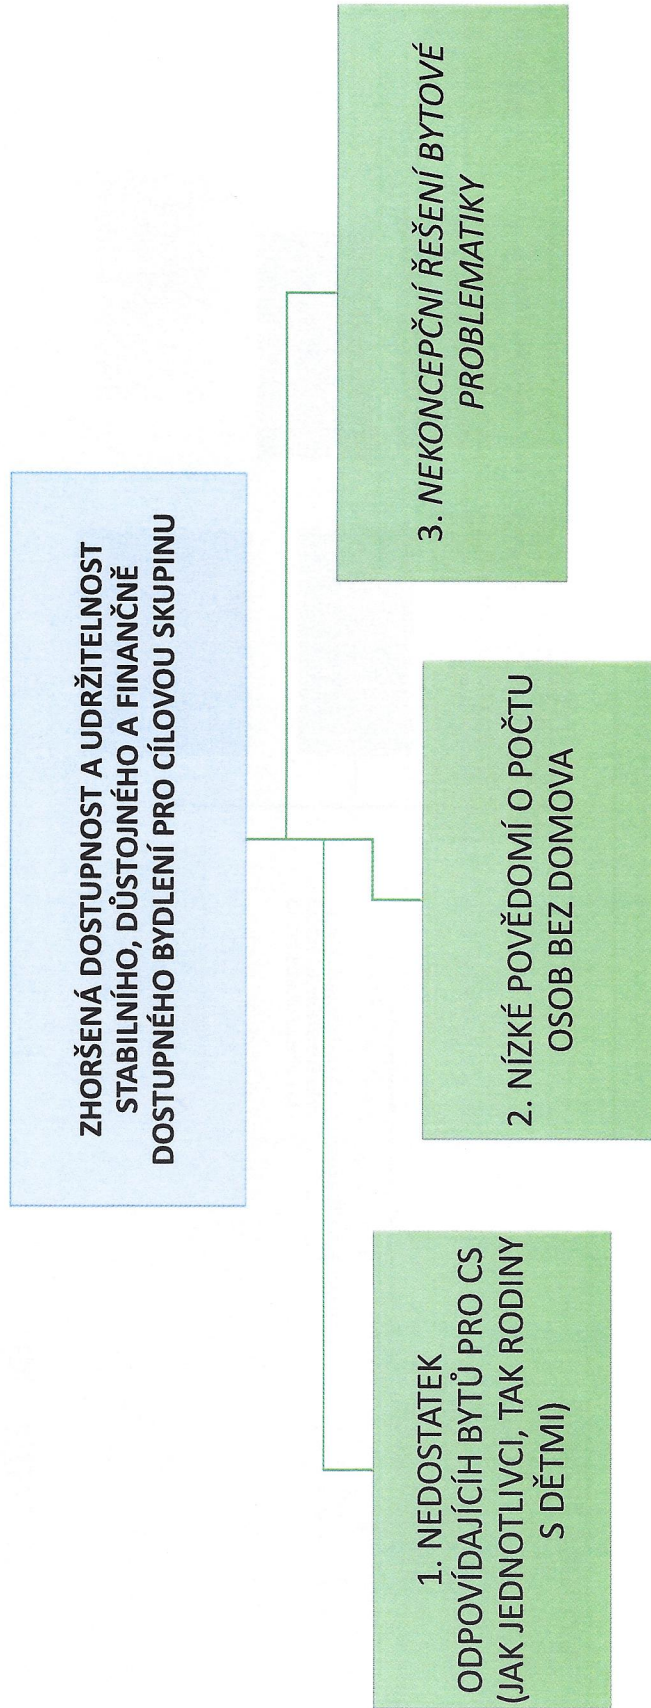 ZHORŠENÁ DOSTUPNOST A UDRŽITELNOST
STABILNÍHO, DŮSTOJNÉHO A FINANČNĚ
DOSTUPNÉHO BYDLENÍ PRO CÍLOVOU SKUPINU
1. NEDOSTATEK
ODPOVÍDAJÍCÍH BYTŮ PRO CS
(JAK JEDNOTLIVCI, TAK RODINY
S DĚTMI)
2. NÍZKÉ POVĚDOMÍ O POČTU
OSOB BEZ DOMOVA
3. NEKONCEPČNÍ ŘEŠENÍ BYTOVÉ
PROBLEMATIKY